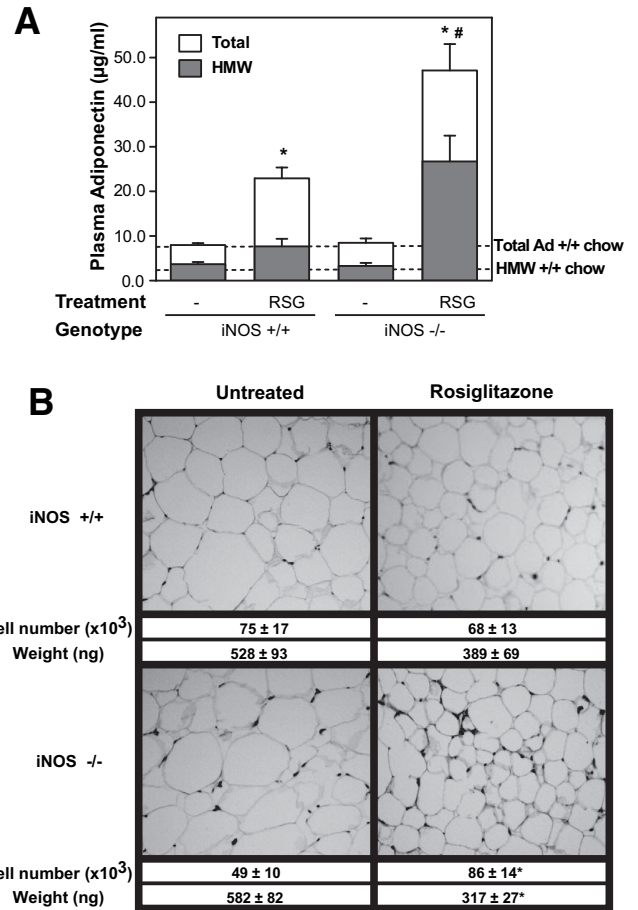 A
Plasma Adiponectin (µg/ml)
50.0
40.0
30.0
20.0
10.0
0.0
Total
HMW
*
* #
Total Ad +/+ chow
HMW +/+ chow
Treatment - RSG - RSG
Genotype iNOS +/+ iNOS -/-
B
Untreated Rosiglitazone
iNOS +/+
ell number (x10³) 75 ± 17 68 ± 13
Weight (ng) 528 ± 93 389 ± 69
iNOS -/-
ell number (x10³) 49 ± 10 86 ± 14*
Weight (ng) 582 ± 82 317 ± 27*